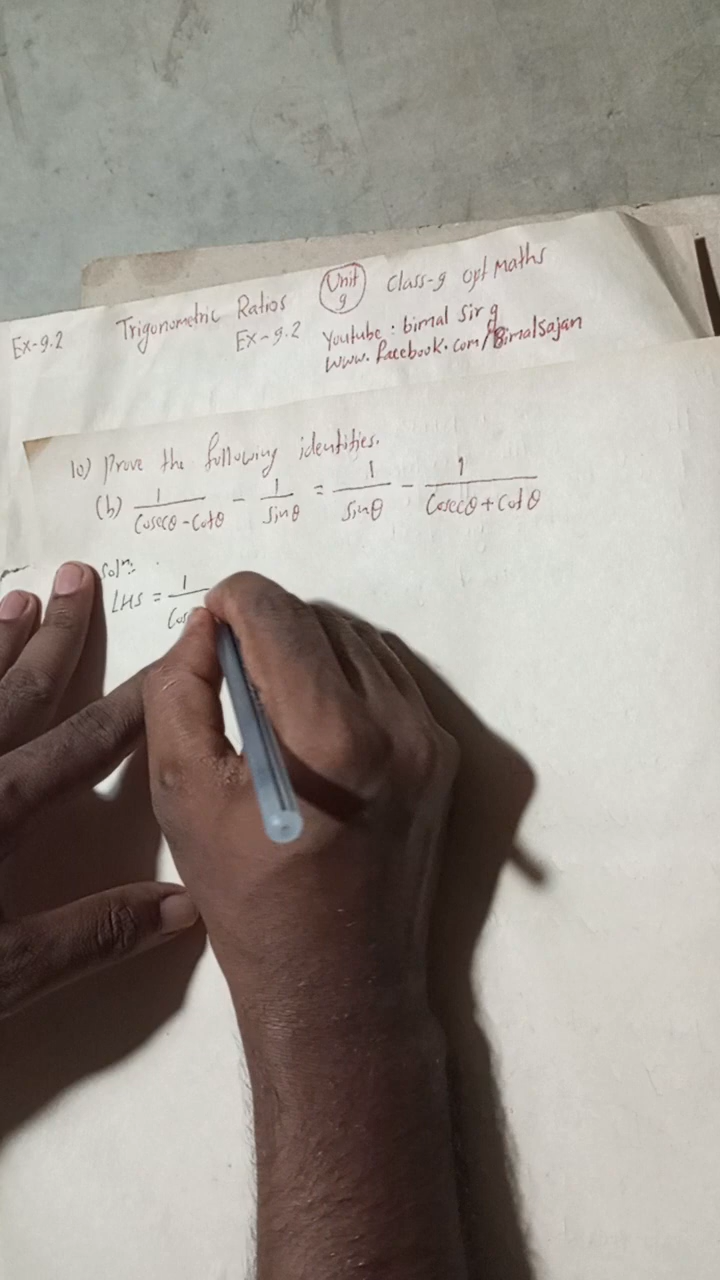 Ex-9.2 Trigonometric Ratios Unit 9 Class-9 Opt Maths
Ex-9.2 Youtube : bimal Sir g
www.facebook.com/Bimalsajan
10) Prove the following identities.
(h) 1/(Cosecθ - Cotθ) - 1/Sinθ = 1/Sinθ - 1/(Cosecθ + Cotθ)
Solⁿ:
LHS = 1/Cos